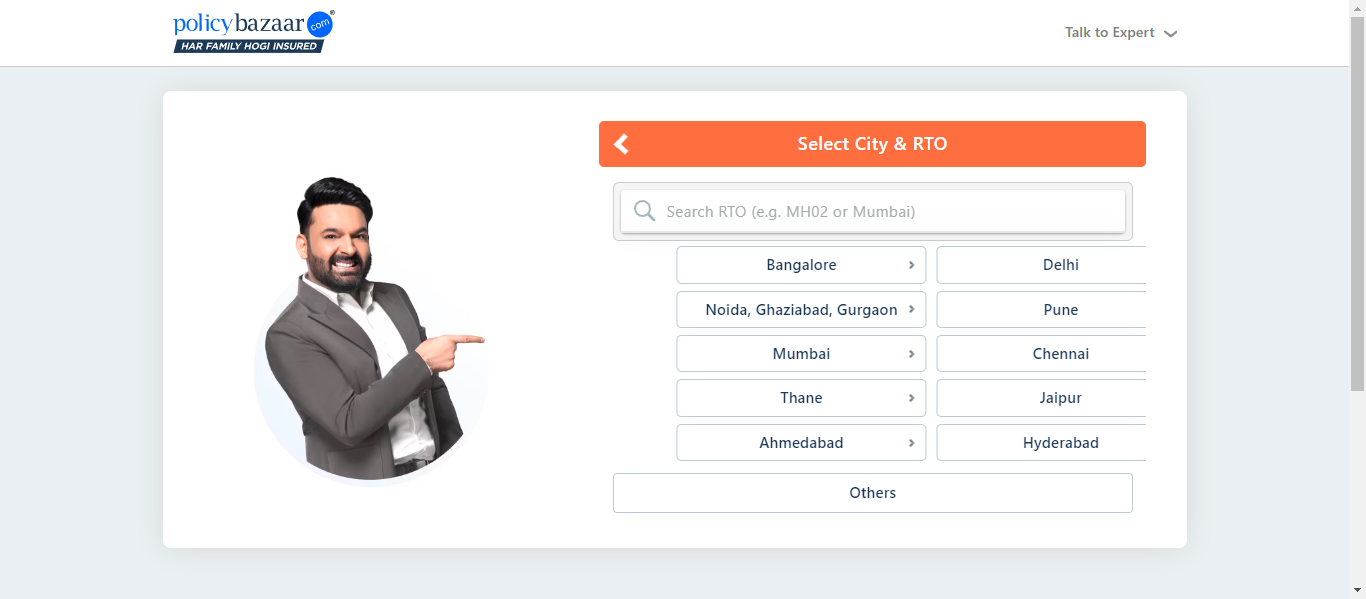 policybazaar.com®
HAR FAMILY HOGI INSURED
Talk to Expert
Select City & RTO
Search RTO (e.g. MH02 or Mumbai)
Bangalore
Delhi
Noida, Ghaziabad, Gurgaon
Pune
Mumbai
Chennai
Thane
Jaipur
Ahmedabad
Hyderabad
Others